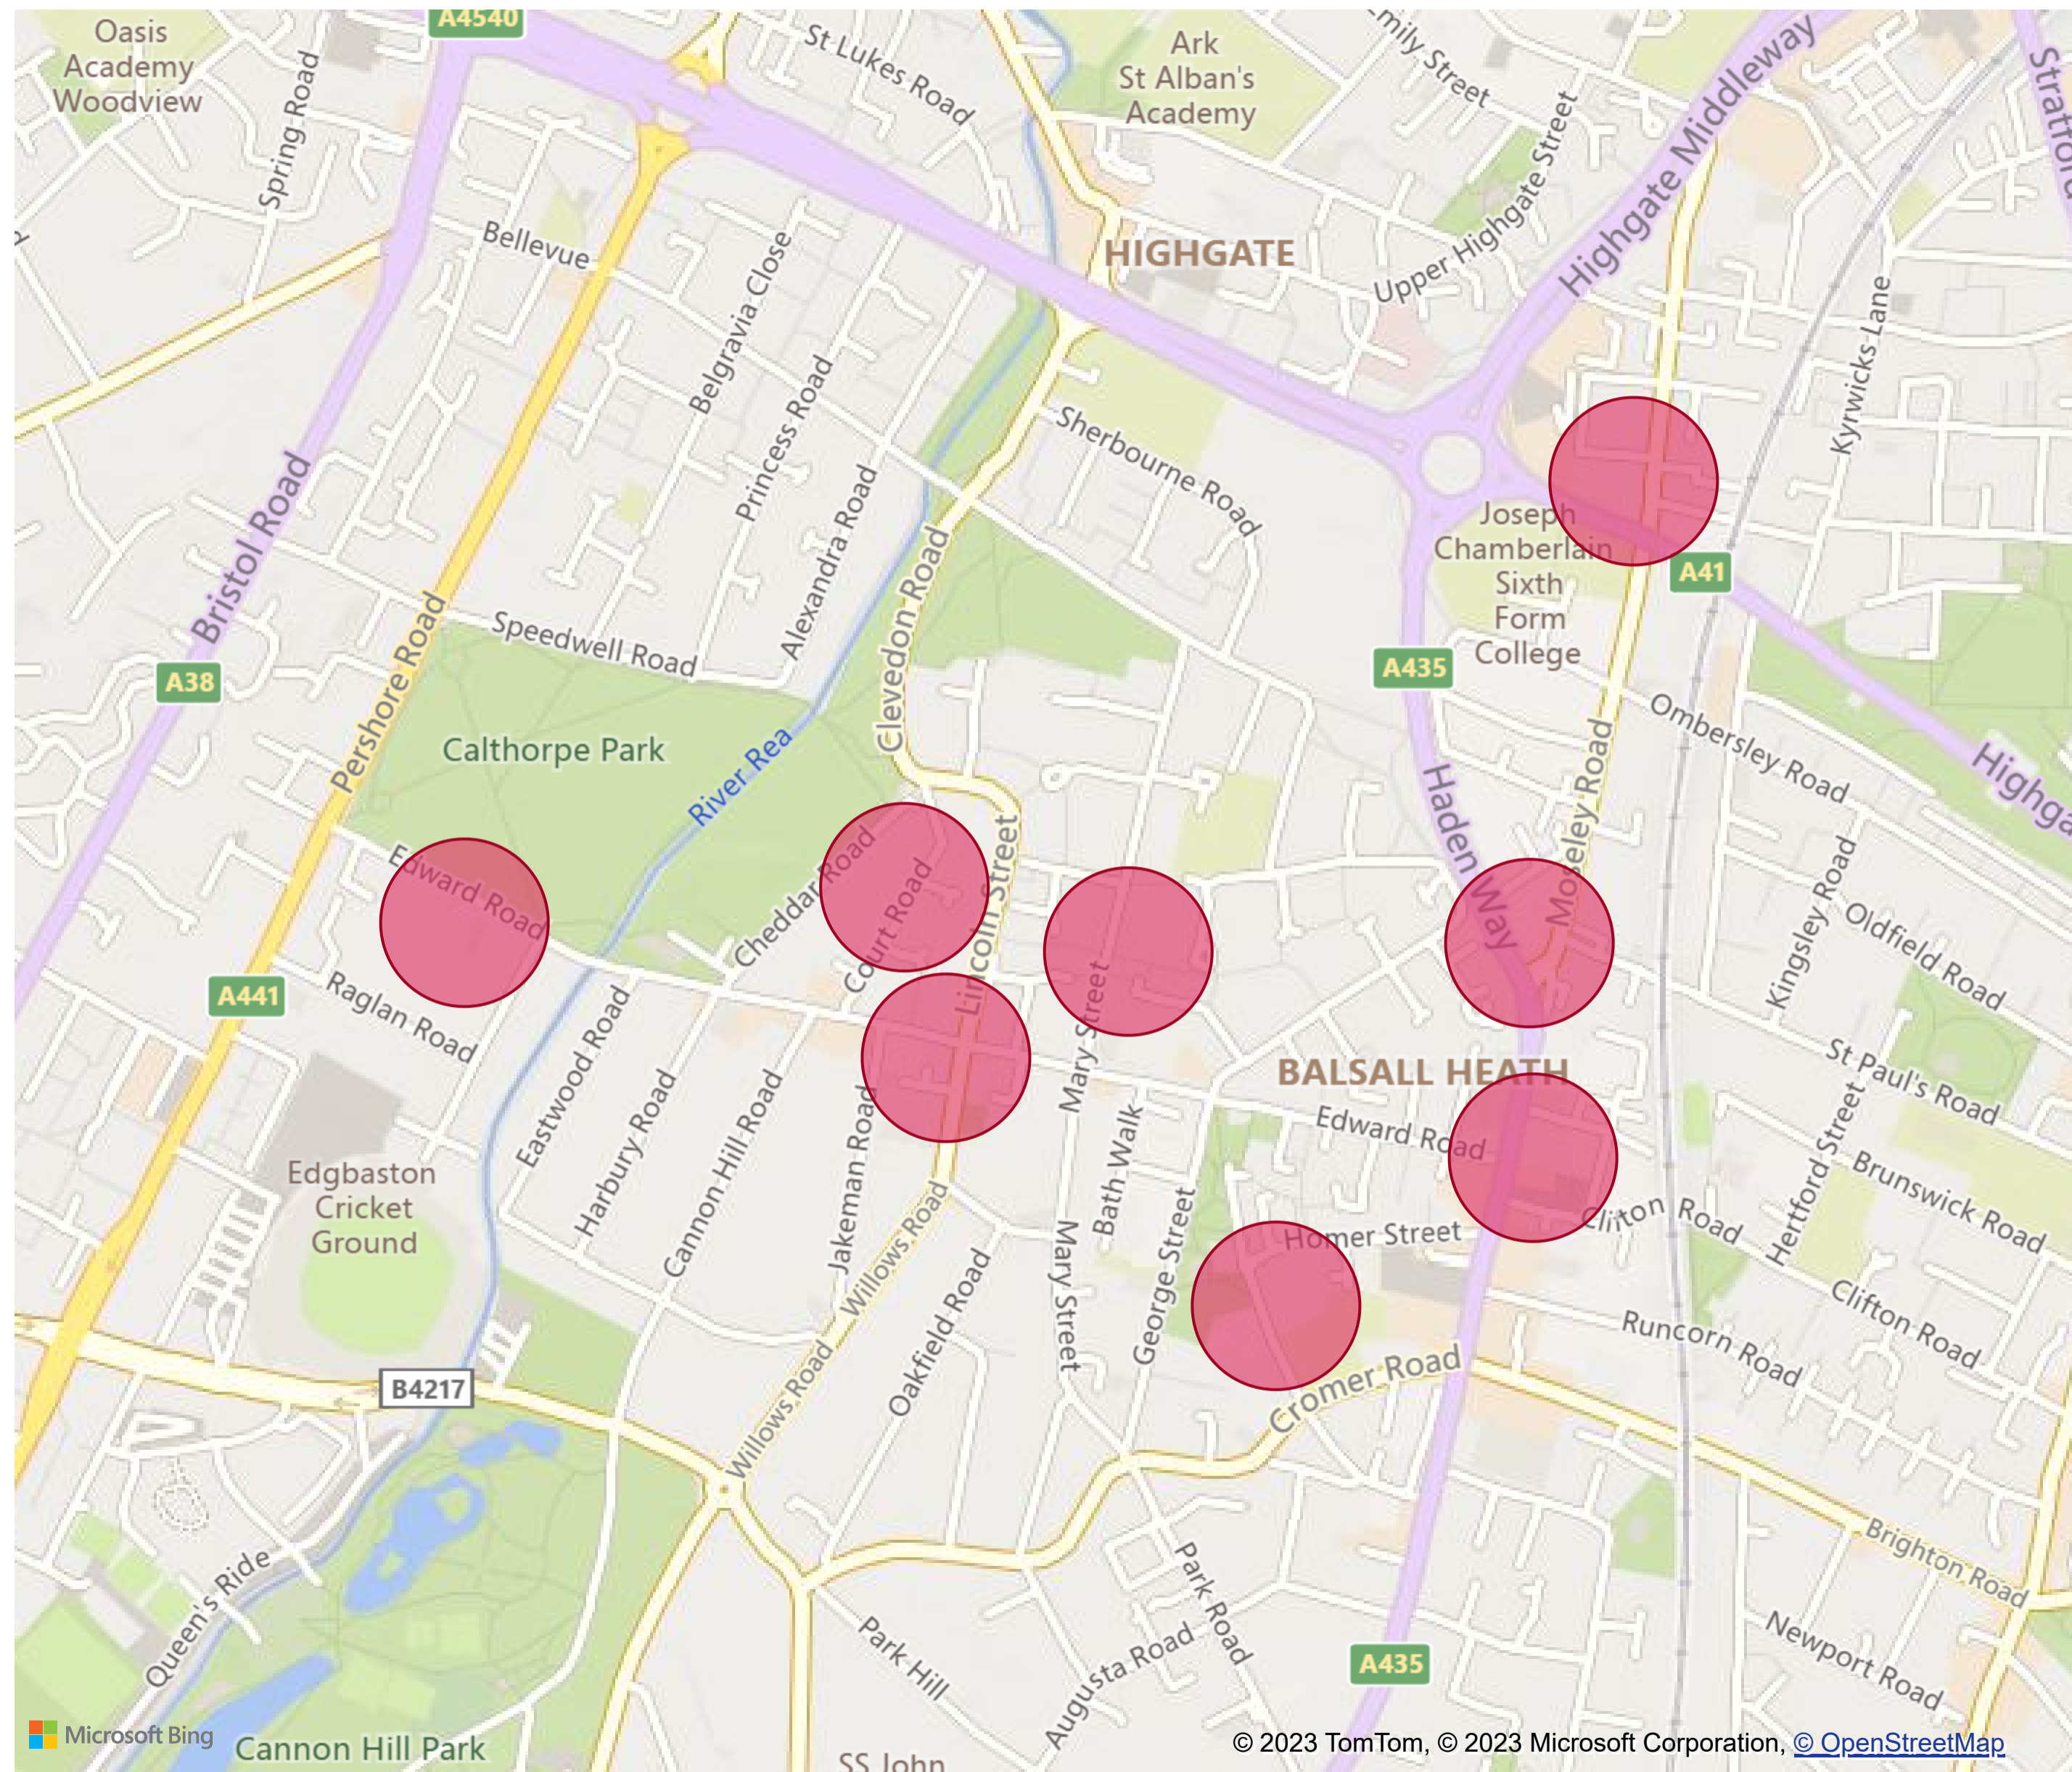 A4540
Oasis
Academy
Woodview
Spring Road
St Lukes Road
Ark
St Alban's
Academy
Emily Street
Highgate Middleway
Upper Highgate Street
HIGHGATE
Bellevue
Belgravia Close
Princess Road
Alexandra Road
Sherbourne Road
Kyrwicks Lane
Bristol Road
Clevedon Road
Joseph
Chamberlain
Sixth
Form
College
A41
Speedwell Road
A38
Pershore Road
A435
Calthorpe Park
River Rea
Ombersley Road
Moseley Road
Haden Way
Edward Road
Cheddar Road
Court Road
Lincoln Street
Kingsley Road
Oldfield Road
A441
Raglan Road
Eastwood Road
Harbury Road
Cannon Hill Road
Jakeman Road
Mary Street
Bath Walk
BALSALL HEATH
Edward Road
St Paul's Road
Hertford Street
Brunswick Road
Edgbaston
Cricket
Ground
Willows Road
Willows Road
Oakfield Road
Mary Street
George Street
Homer Street
Clifton Road
Clifton Road
Runcorn Road
Cromer Road
B4217
Brighton Road
Queen's Ride
Park Hill
Augusta Road
Park Road
A435
Newport Road
Microsoft Bing
Cannon Hill Park
SS John
© 2023 TomTom, © 2023 Microsoft Corporation, © OpenStreetMap